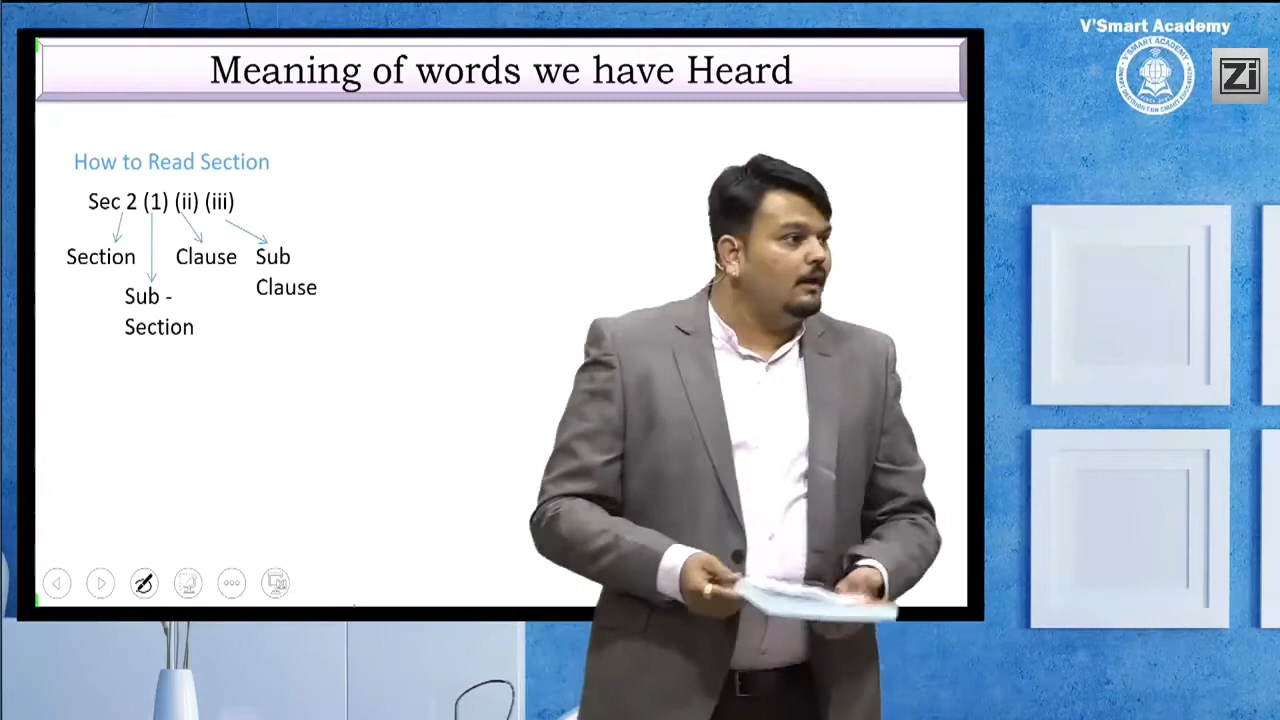 V'Smart Academy
Zi
Meaning of words we have Heard
How to Read Section
Sec 2 (1) (ii) (iii)
Section
Clause
Sub
Clause
Sub -
Section